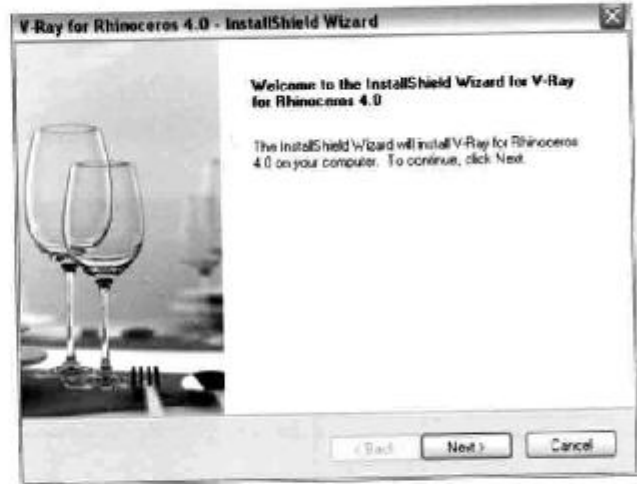 V-Ray for Rhinoceros 4.0 - InstallShield Wizard
Welcome to the InstallShield Wizard for V-Ray
for Rhinoceros 4.0
The InstallShield Wizard will install V-Ray for Rhinoceros
4.0 on your computer. To continue, click Next.
< Back
Next >
Cancel